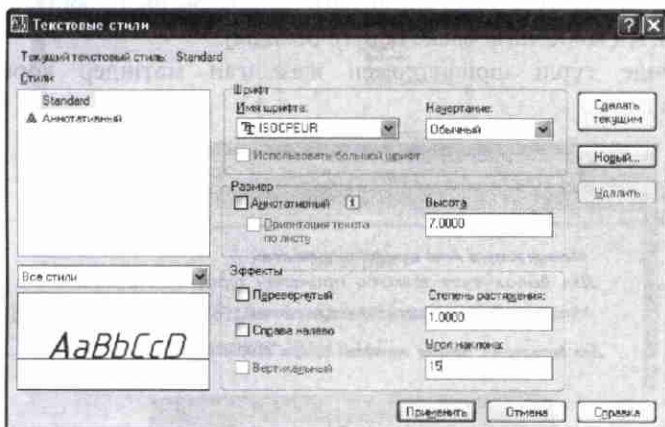 Текстовые стили
Текущий текстовый стиль: Standard
Стили:
Standard
Аннотативный
Все стили
AaBbCcD
Шрифт
Имя шрифта:
ISOCPEUR
Начертание:
Обычный
Использовать большой шрифт
Размер
Аннотативный
Ориентация текста
по листу
Высота
7.0000
Эффекты
Перевернутый
Справа налево
Вертикальный
Степень растяжения:
1.0000
Угол наклона:
15
Сделать
текущим
Новый...
Удалить
Применить
Отмена
Справка